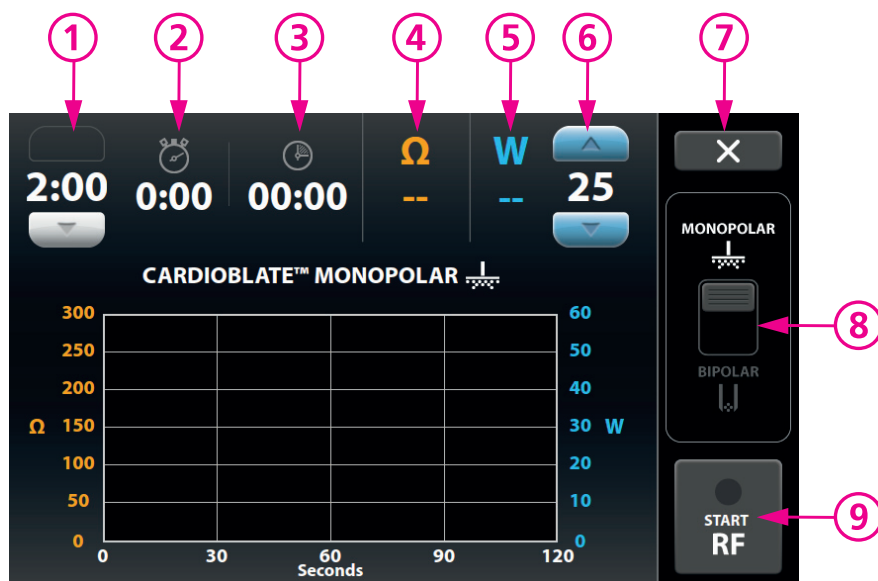 1 2 3 4 5 6 7
Ω W
2:00 0:00 00:00 -- -- 25
MONOPOLAR
CARDIOBLATE™ MONOPOLAR
300 60
250 50
8
200 40
BIPOLAR
Ω 150 30 W
100 20
50 10
9
START
RF
0 0
0 30 60 90 120
Seconds